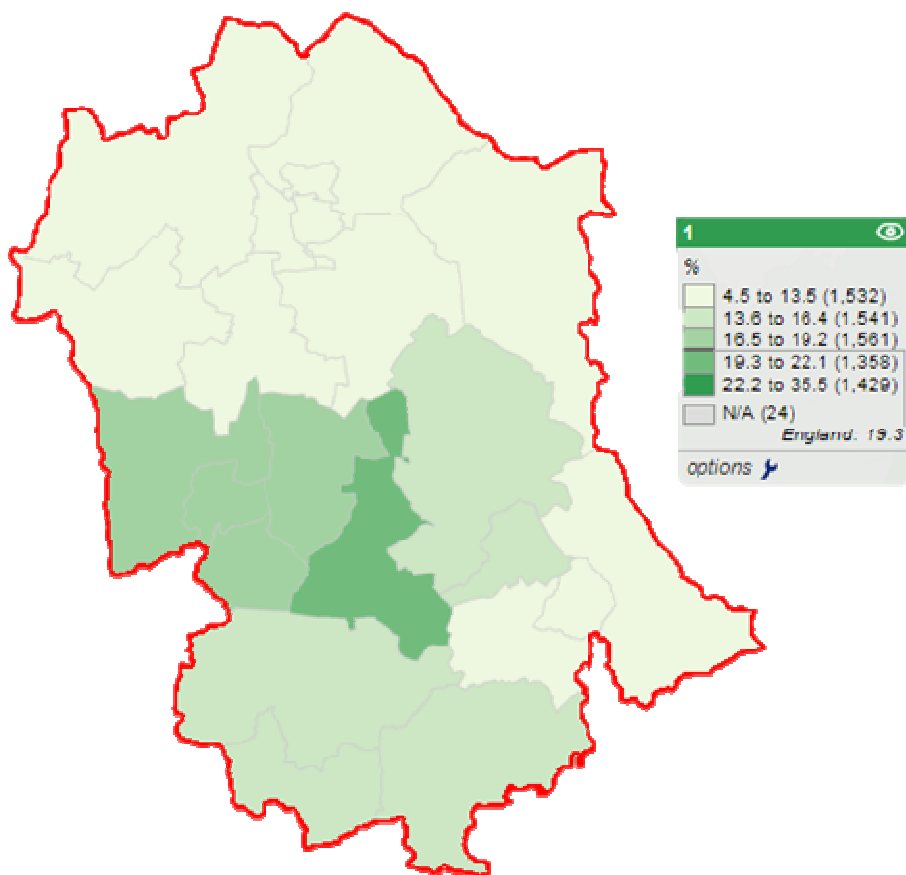 1
%
4.5 to 13.5 (1,532)
13.6 to 16.4 (1.541)
16.5 to 19.2 (1,561)
19.3 to 22.1 (1,358)
22.2 to 35.5 (1,429)
N/A (24)
England: 19.3
options